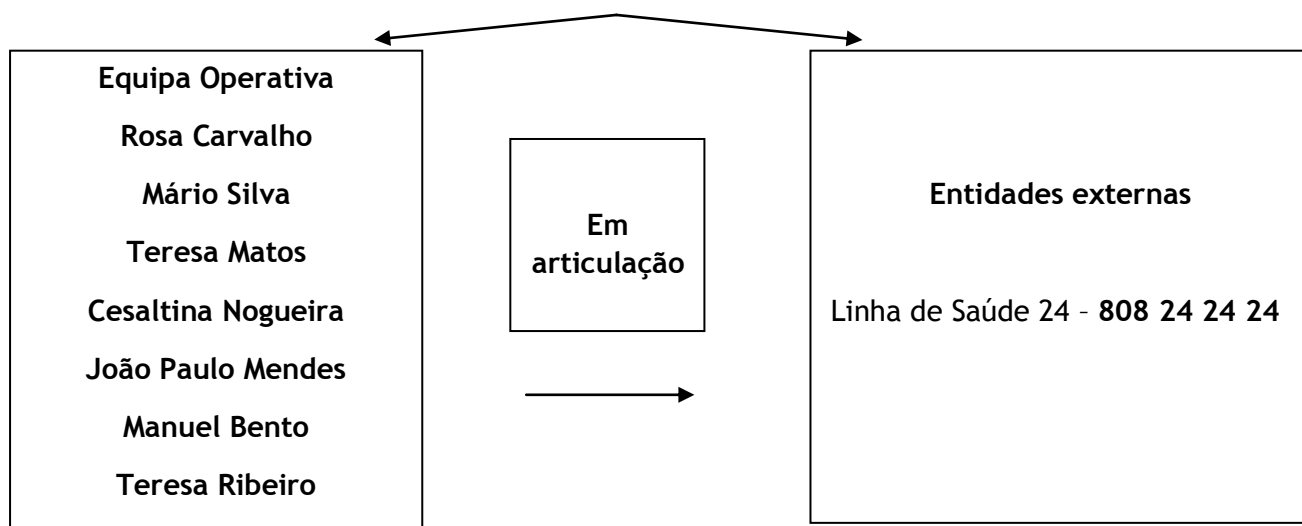 Equipa Operativa
Rosa Carvalho
Mário Silva
Teresa Matos
Cesaltina Nogueira
João Paulo Mendes
Manuel Bento
Teresa Ribeiro
Em
articulação
Entidades externas
Linha de Saúde 24 – 808 24 24 24